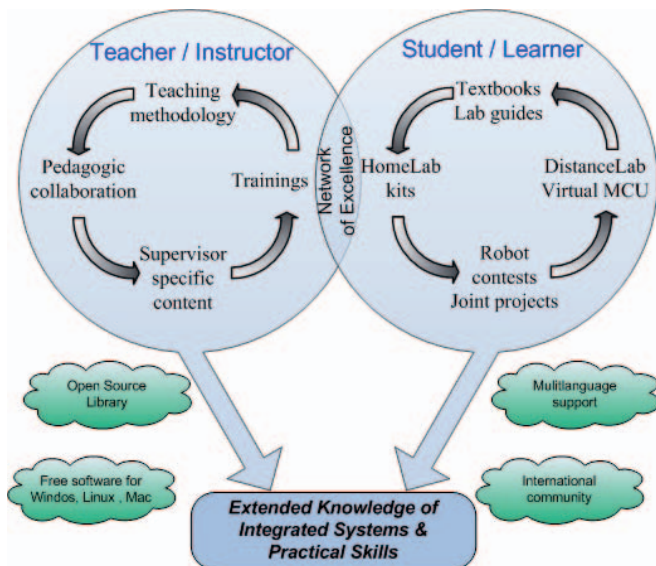 Teacher / Instructor
Student / Learner
Teaching
methodology
Pedagogic
collaboration
Trainings
Supervisor
specific
content
Network
of Excellence
Textbooks
Lab guides
HomeLab
kits
DistanceLab
Virtual MCU
Robot
contests
Joint projects
Open Source
Library
Mulitlanguage
support
Free software for
Windos, Linux , Mac
International
community
Extended Knowledge of
Integrated Systems &
Practical Skills